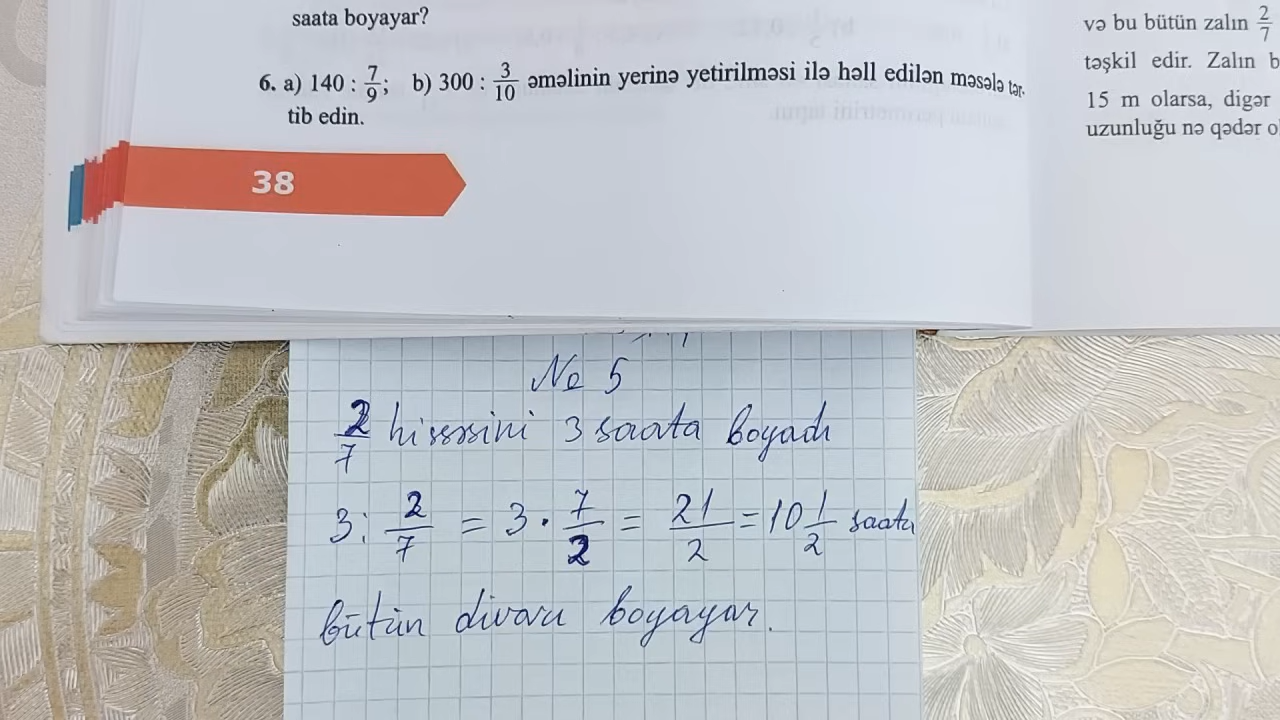 saata boyayar?
6. a) 140 : 7/9; b) 300 : 3/10 əməlinin yerinə yetirilməsi ilə həll edilən məsələ tər-
tib edin.
38
və bu bütün zalın 2/7
təşkil edir. Zalın
15 m olarsa, digər
uzunluğu nə qədər
№ 5
2/7 hissəsini 3 saata boyadı
3 : 2/7 = 3 · 7/2 = 21/2 = 10 1/2 saata
bütün divarı boyayar.